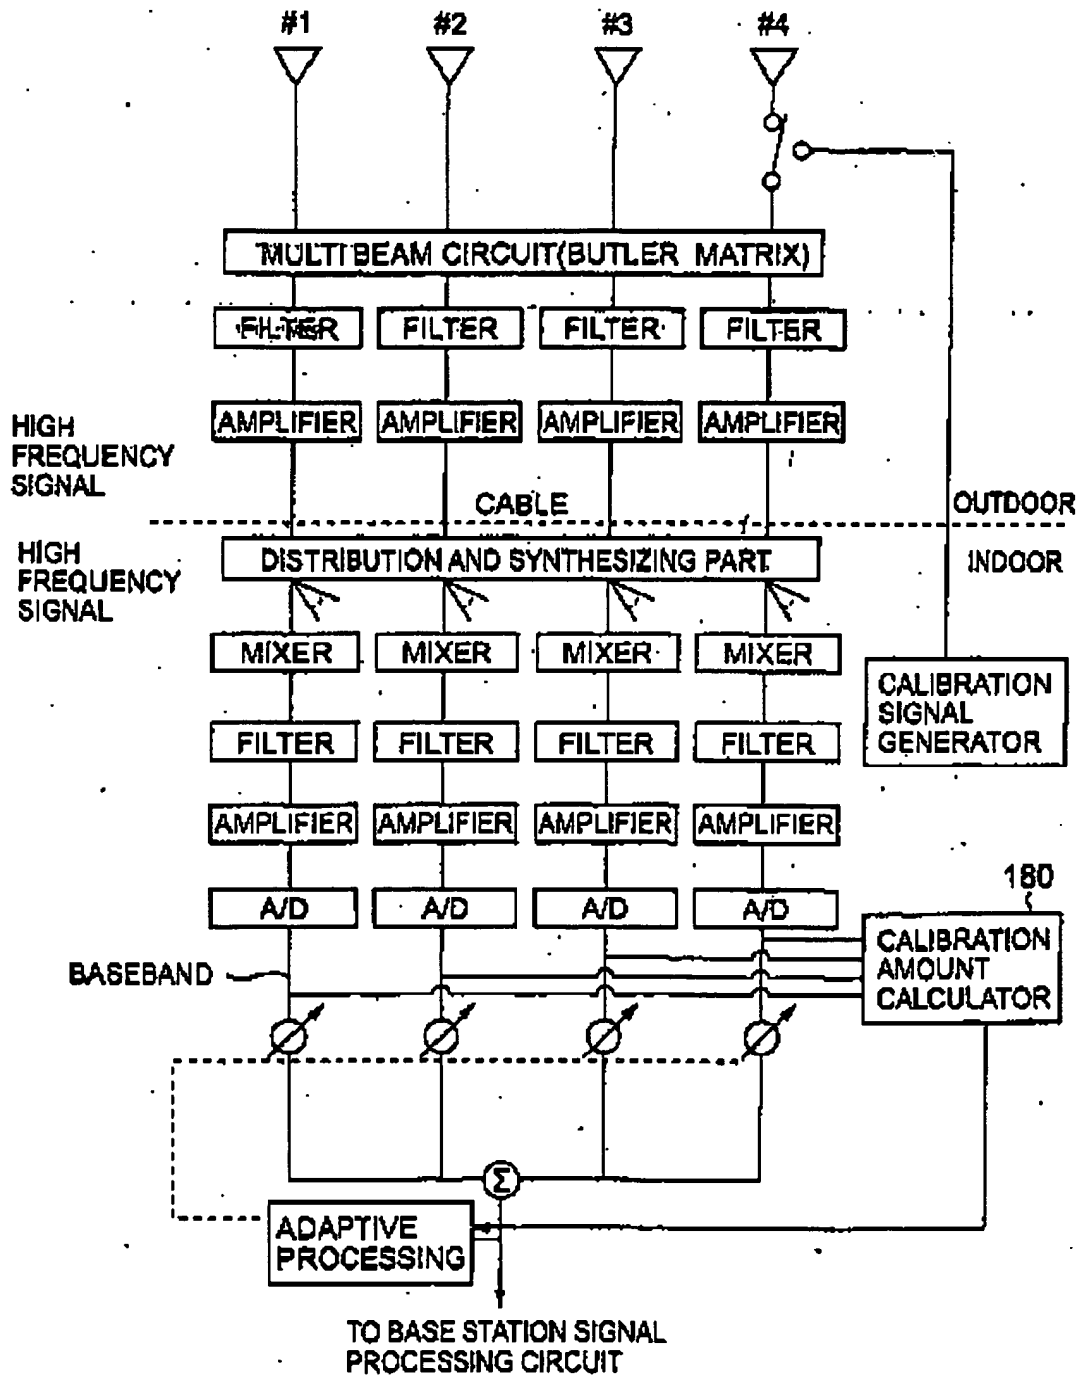 #1 #2 #3 #4
MULTI BEAM CIRCUIT(BUTLER MATRIX)
FILTER FILTER FILTER FILTER
AMPLIFIER AMPLIFIER AMPLIFIER AMPLIFIER
HIGH
FREQUENCY
SIGNAL
CABLE
OUTDOOR
HIGH
FREQUENCY
SIGNAL
DISTRIBUTION AND SYNTHESIZING PART
INDOOR
MIXER MIXER MIXER MIXER
CALIBRATION
SIGNAL
GENERATOR
FILTER FILTER FILTER FILTER
AMPLIFIER AMPLIFIER AMPLIFIER AMPLIFIER
180
A/D A/D A/D A/D
CALIBRATION
AMOUNT
CALCULATOR
BASEBAND
Σ
ADAPTIVE
PROCESSING
TO BASE STATION SIGNAL
PROCESSING CIRCUIT